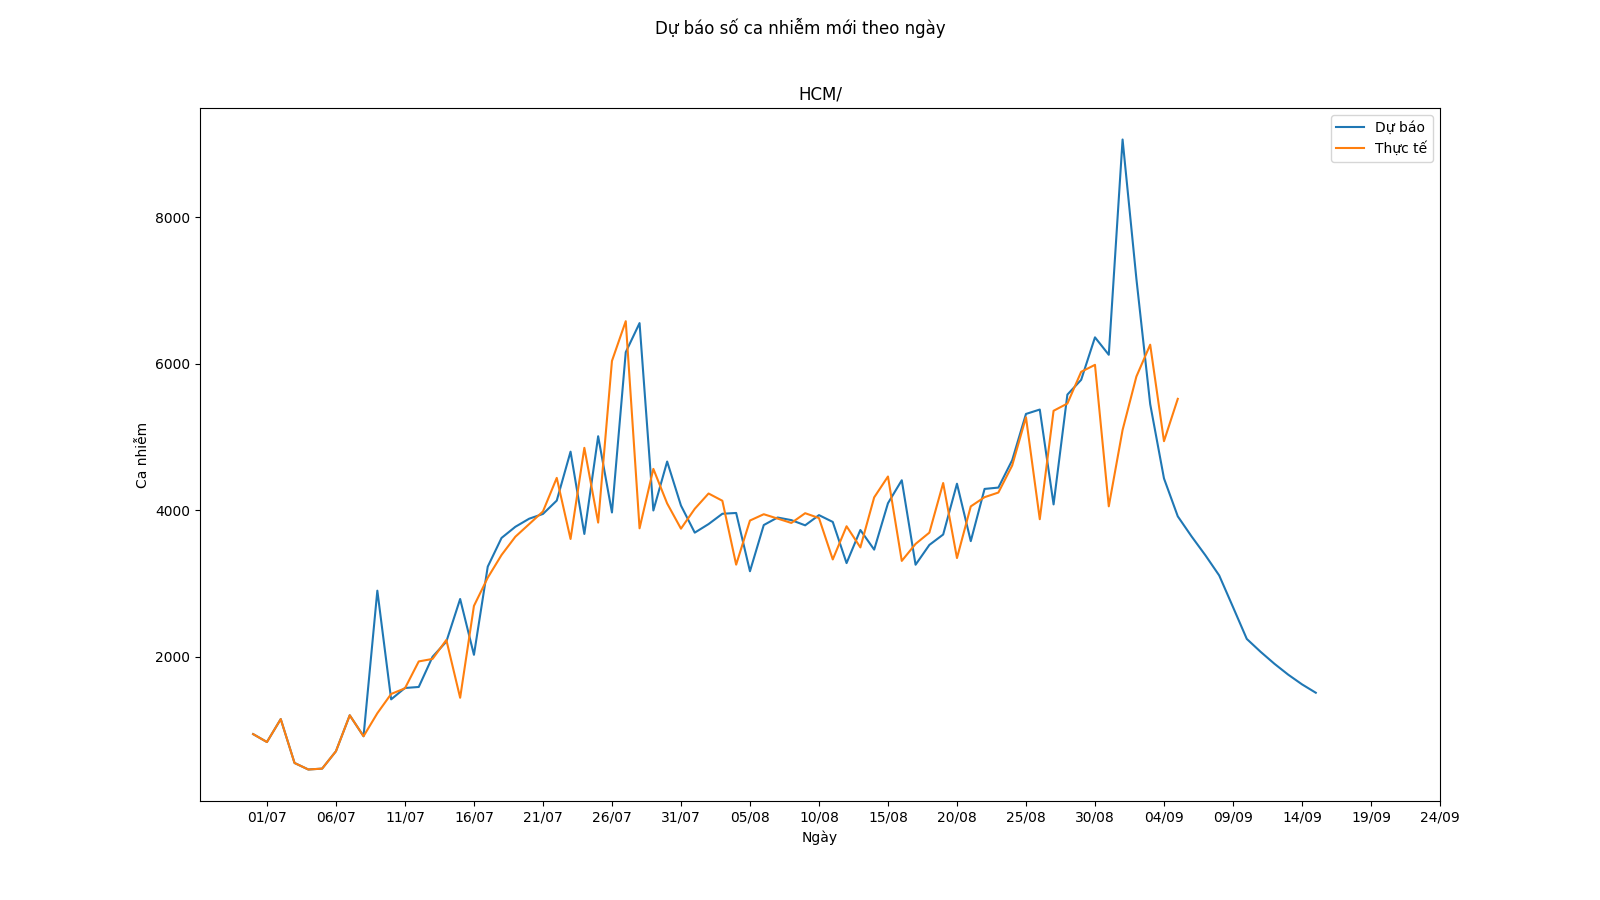 Dự báo số ca nhiễm mới theo ngày
HCM/
Dự báo
Thực tế
8000
6000
4000
2000
Ca nhiễm
01/07 06/07 11/07 16/07 21/07 26/07 31/07 05/08 10/08 15/08 20/08 25/08 30/08 04/09 09/09 14/09 19/09 24/09
Ngày